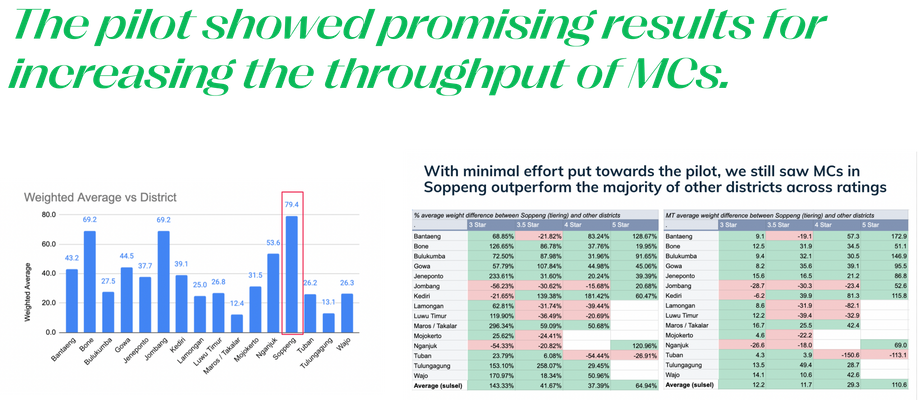 The pilot showed promising results for
increasing the throughput of MCs.
Weighted Average vs District
Weighted Average
80.0
60.0
40.0
20.0
0.0
43.2
69.2
27.5
44.5
37.7
69.2
39.1
25.0
26.8
12.4
31.5
53.6
79.4
26.2
13.1
26.3
Bantaeng
Bone
Bulukumba
Gowa
Jeneponto
Jombang
Kediri
Lamongan
Luwu Timur
Maros / Takalar
Mojokerto
Nganjuk
Soppeng
Tuban
Tulungagung
Wajo
With minimal effort put towards the pilot, we still saw MCs in
Soppeng outperform the majority of other districts across ratings
% average weight difference between Soppeng (tiering) and other districts
. 3 Star 3.5 Star 4 Star 5 Star
Bantaeng 68.85% -21.82% 83.24% 128.67%
Bone 126.65% 86.78% 37.76% 19.95%
Bulukumba 72.50% 87.98% 31.96% 91.65%
Gowa 57.79% 107.84% 44.98% 45.06%
Jeneponto 233.61% 31.60% 20.24% 39.39%
Jombang -56.23% -30.62% -15.68% 20.68%
Kediri -21.65% 139.38% 181.42% 60.47%
Lamongan 62.81% -31.74% -39.44%
Luwu Timur 119.90% -36.49% -20.69%
Maros / Takalar 296.34% 59.09% 50.68%
Mojokerto 25.62% -24.41%
Nganjuk -54.33% -20.82% 120.96%
Tuban 23.79% 6.08% -54.44% -26.91%
Tulungagung 153.10% 258.07% 29.45%
Wajo 170.97% 18.34% 50.96%
Average (sulsel) 143.33% 41.67% 37.39% 64.94%
MT average weight difference between Soppeng (tiering) and other districts
. 3 Star 3.5 Star 4 Star 5 Star
Bantaeng 9.1 -19.1 57.3 172.9
Bone 12.5 31.9 34.5 51.1
Bulukumba 9.4 32.1 30.5 146.9
Gowa 8.2 35.6 39.1 95.5
Jeneponto 15.6 16.5 21.2 86.8
Jombang -28.7 -30.3 -23.4 52.6
Kediri -6.2 39.9 81.3 115.8
Lamongan 8.6 -31.9 -82.1
Luwu Timur 12.2 -39.4 -32.9
Maros / Takalar 16.7 25.5 42.4
Mojokerto 4.6 -22.2
Nganjuk -26.6 -18.0 69.0
Tuban 4.3 3.9 -150.6 -113.1
Tulungagung 13.5 49.4 28.7
Wajo 14.1 10.6 42.6
Average (sulsel) 12.2 11.7 29.3 110.6